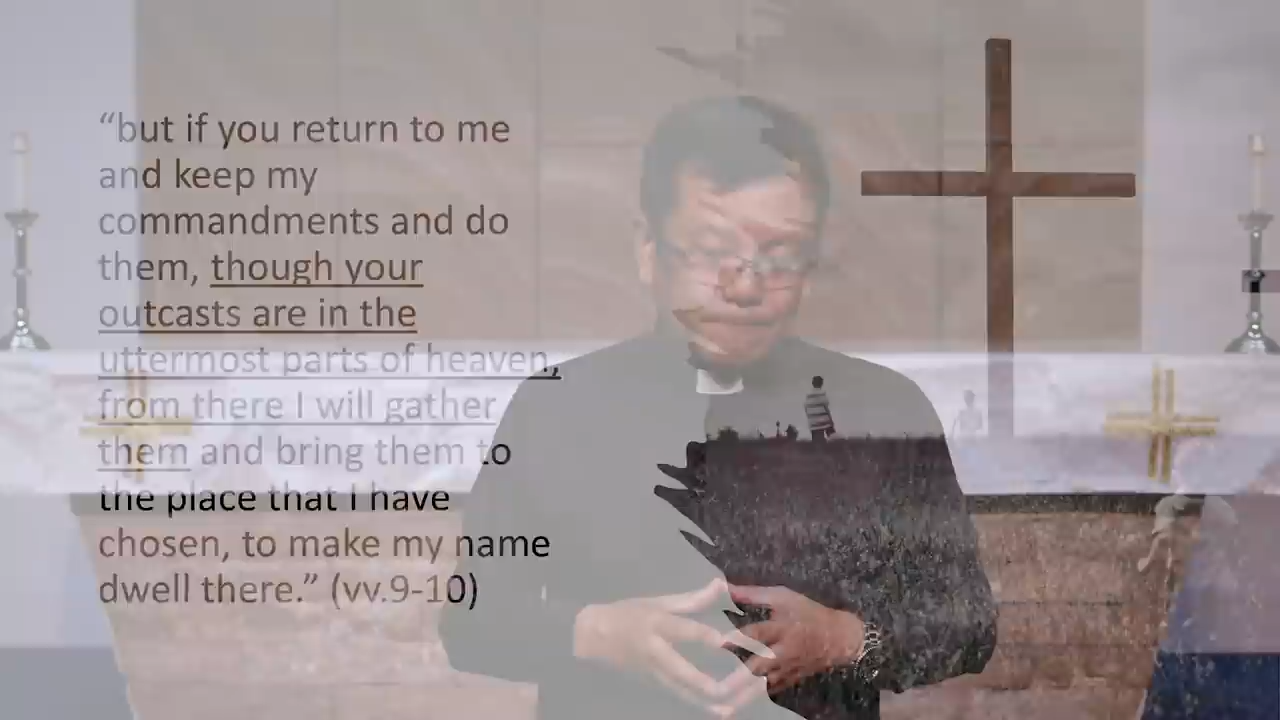 “but if you return to me
and keep my
commandments and do
them, though your
outcasts are in the
uttermost parts of heaven,
from there I will gather
them and bring them to
the place that I have
chosen, to make my name
dwell there.” (vv.9-10)